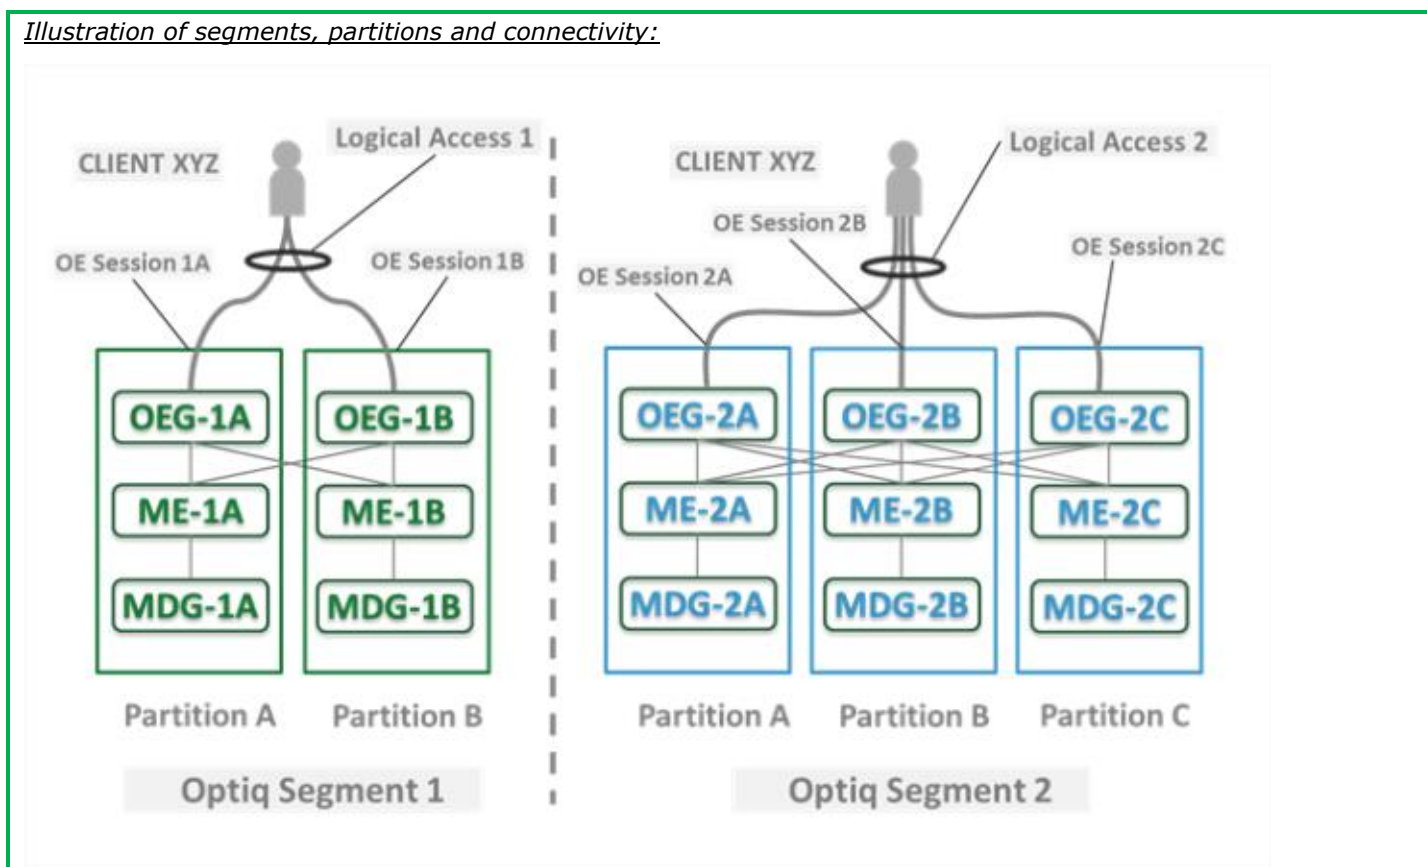 Illustration of segments, partitions and connectivity:
CLIENT XYZ
Logical Access 1
OE Session 1A
OE Session 1B
OEG-1A
OEG-1B
ME-1A
ME-1B
MDG-1A
MDG-1B
Partition A
Partition B
Optiq Segment 1
CLIENT XYZ
Logical Access 2
OE Session 2B
OE Session 2C
OE Session 2A
OEG-2A
OEG-2B
OEG-2C
ME-2A
ME-2B
ME-2C
MDG-2A
MDG-2B
MDG-2C
Partition A
Partition B
Partition C
Optiq Segment 2